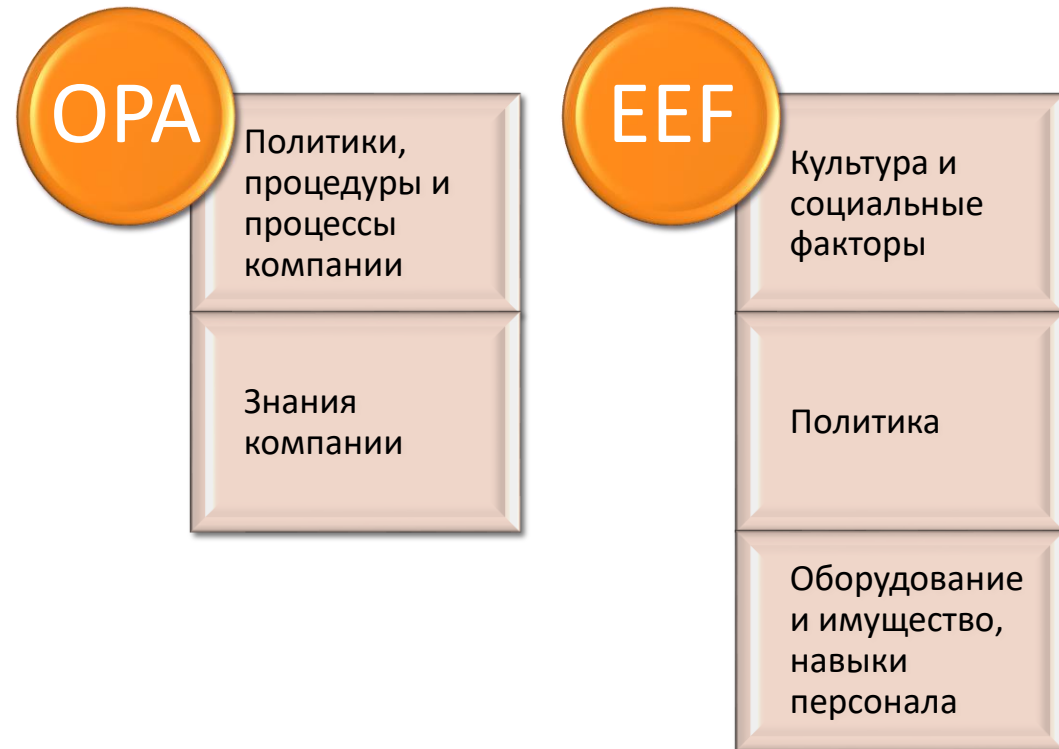 OPA
Политики,
процедуры и
процессы
компании
Знания
компании
EEF
Культура и
социальные
факторы
Политика
Оборудование
и имущество,
навыки
персонала